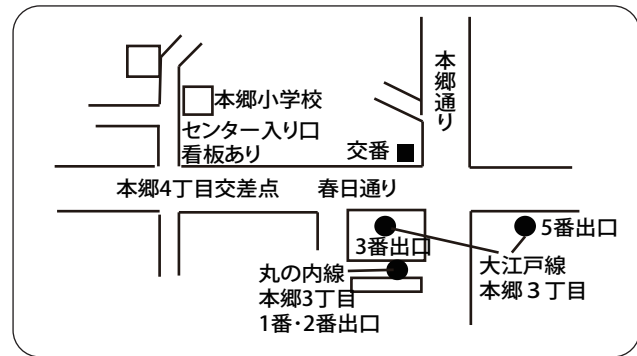 本郷通り
本郷小学校
センター入り口
看板あり
交番
本郷4丁目交差点
春日通り
3番出口
5番出口
大江戸線
本郷３丁目
丸の内線
本郷3丁目
1番・2番出口